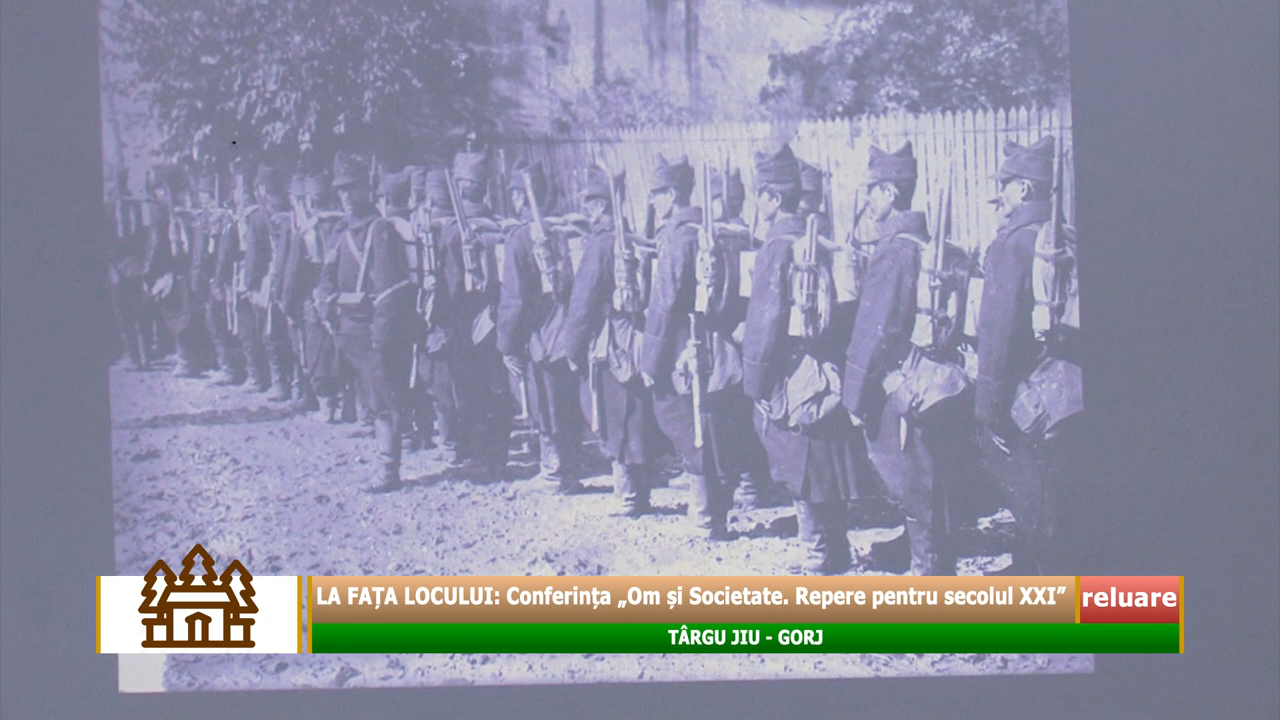 LA FAȚA LOCULUI: Conferința „Om și Societate. Repere pentru secolul XXI”
reluare
TÂRGU JIU - GORJ